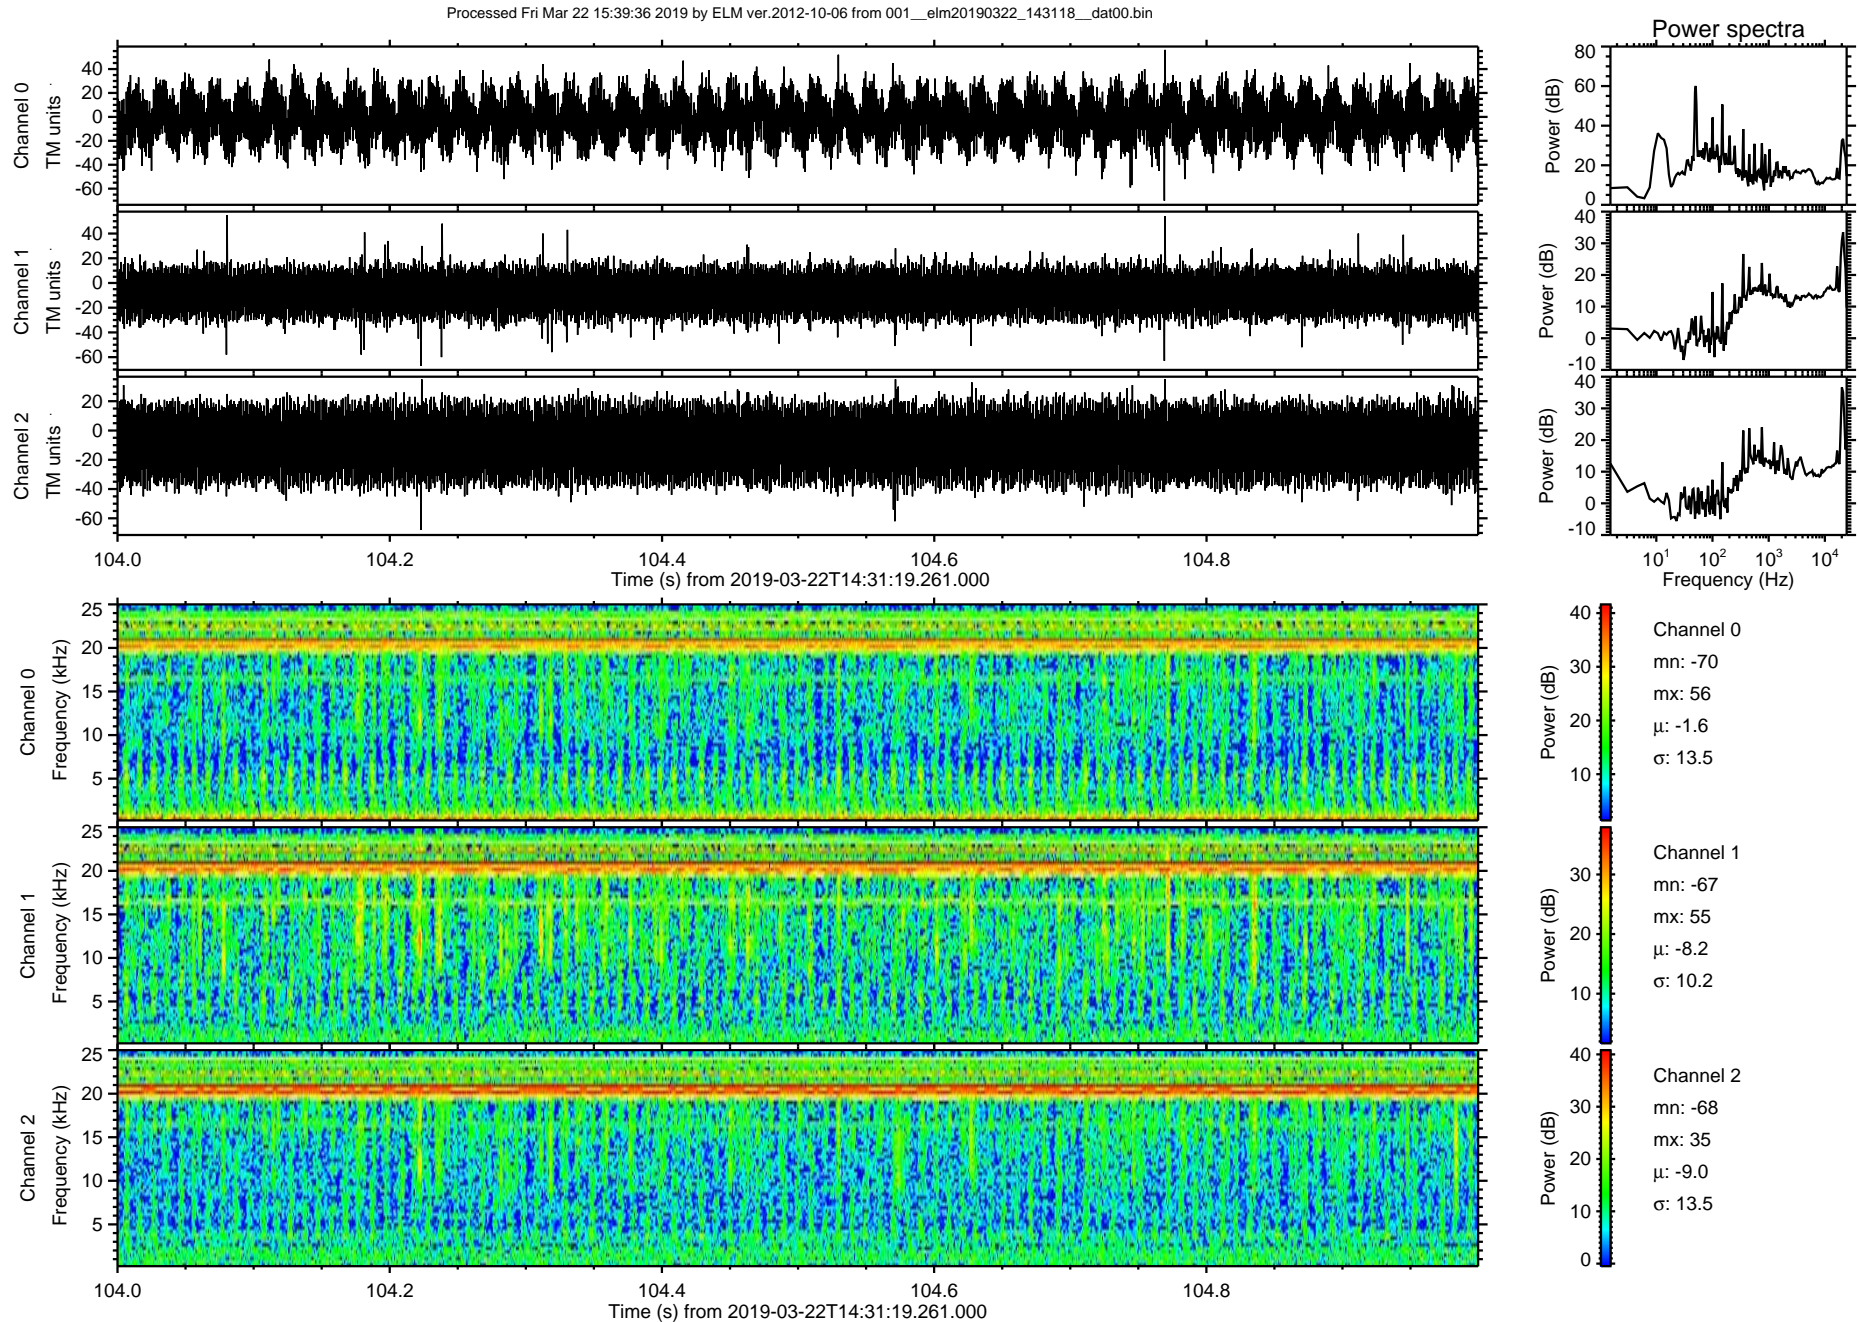 Processed Fri Mar 22 15:39:36 2019 by ELM ver.2012-10-06 from 001__elm20190322_143118__dat00.bin
Power spectra
Channel 0
TM units
40
20
0
-20
-40
-60
Power (dB)
80
60
40
20
0
Channel 1
TM units
40
20
0
-20
-40
-60
Power (dB)
40
30
20
10
0
-10
Channel 2
TM units
20
0
-20
-40
-60
Power (dB)
40
30
20
10
0
-10
104.0 104.2 104.4 104.6 104.8
Time (s) from 2019-03-22T14:31:19.261.000
10¹ 10² 10³ 10⁴
Frequency (Hz)
Channel 0
Frequency (kHz)
25
20
15
10
5
Power (dB)
40
30
20
10
Channel 0
mn: -70
mx: 56
μ: -1.6
σ: 13.5
Channel 1
Frequency (kHz)
25
20
15
10
5
Power (dB)
30
20
10
Channel 1
mn: -67
mx: 55
μ: -8.2
σ: 10.2
Channel 2
Frequency (kHz)
25
20
15
10
5
Power (dB)
40
30
20
10
0
Channel 2
mn: -68
mx: 35
μ: -9.0
σ: 13.5
104.0 104.2 104.4 104.6 104.8
Time (s) from 2019-03-22T14:31:19.261.000